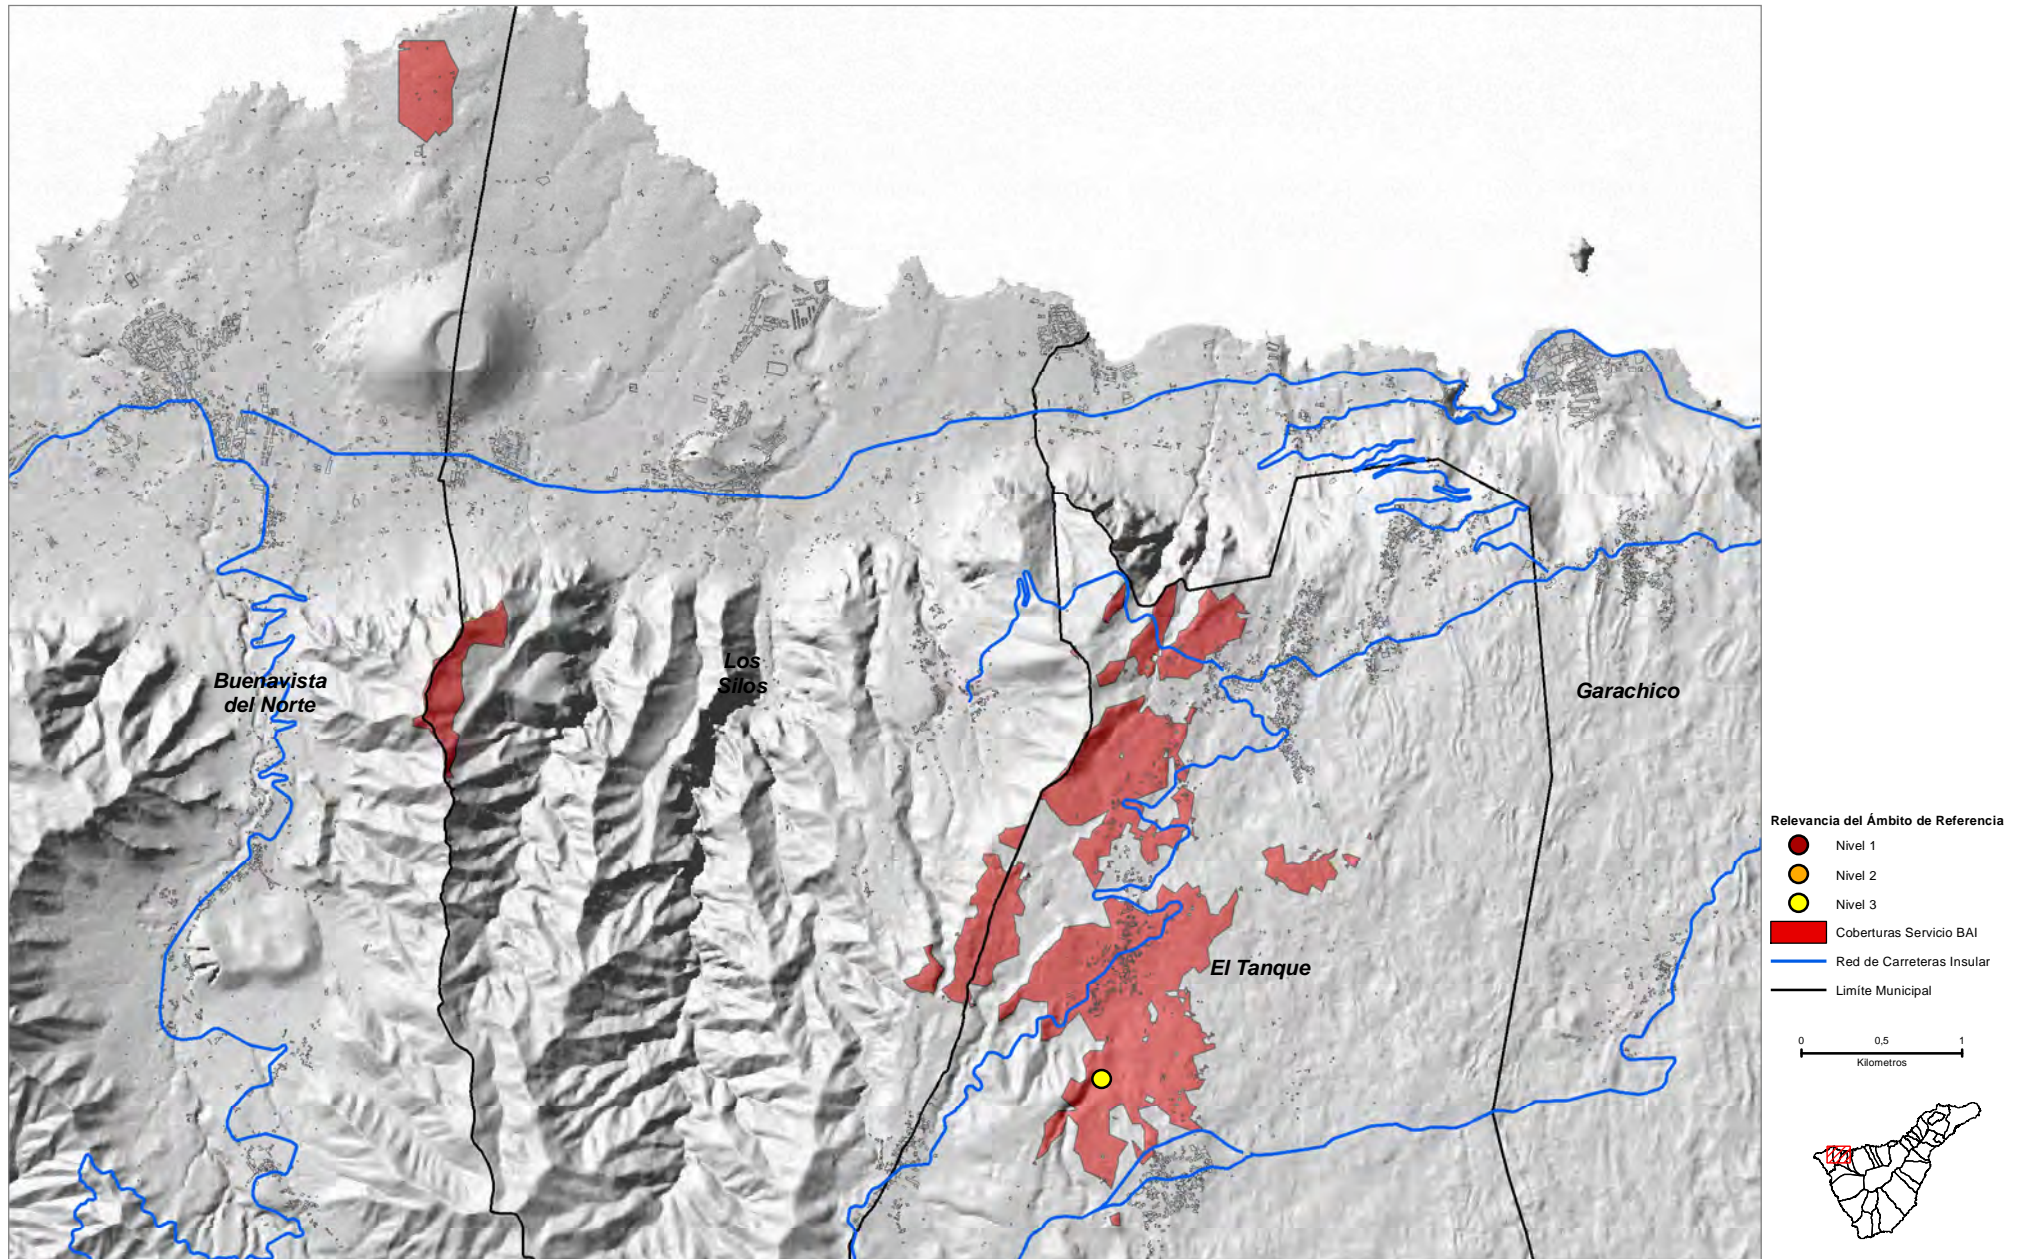 Buenavista
del Norte
Los
Silos
Garachico
El Tanque
Relevancia del Ámbito de Referencia
Nivel 1
Nivel 2
Nivel 3
Coberturas Servicio BAI
Red de Carreteras Insular
Limíte Municipal
0 0,5 1
Kilometros